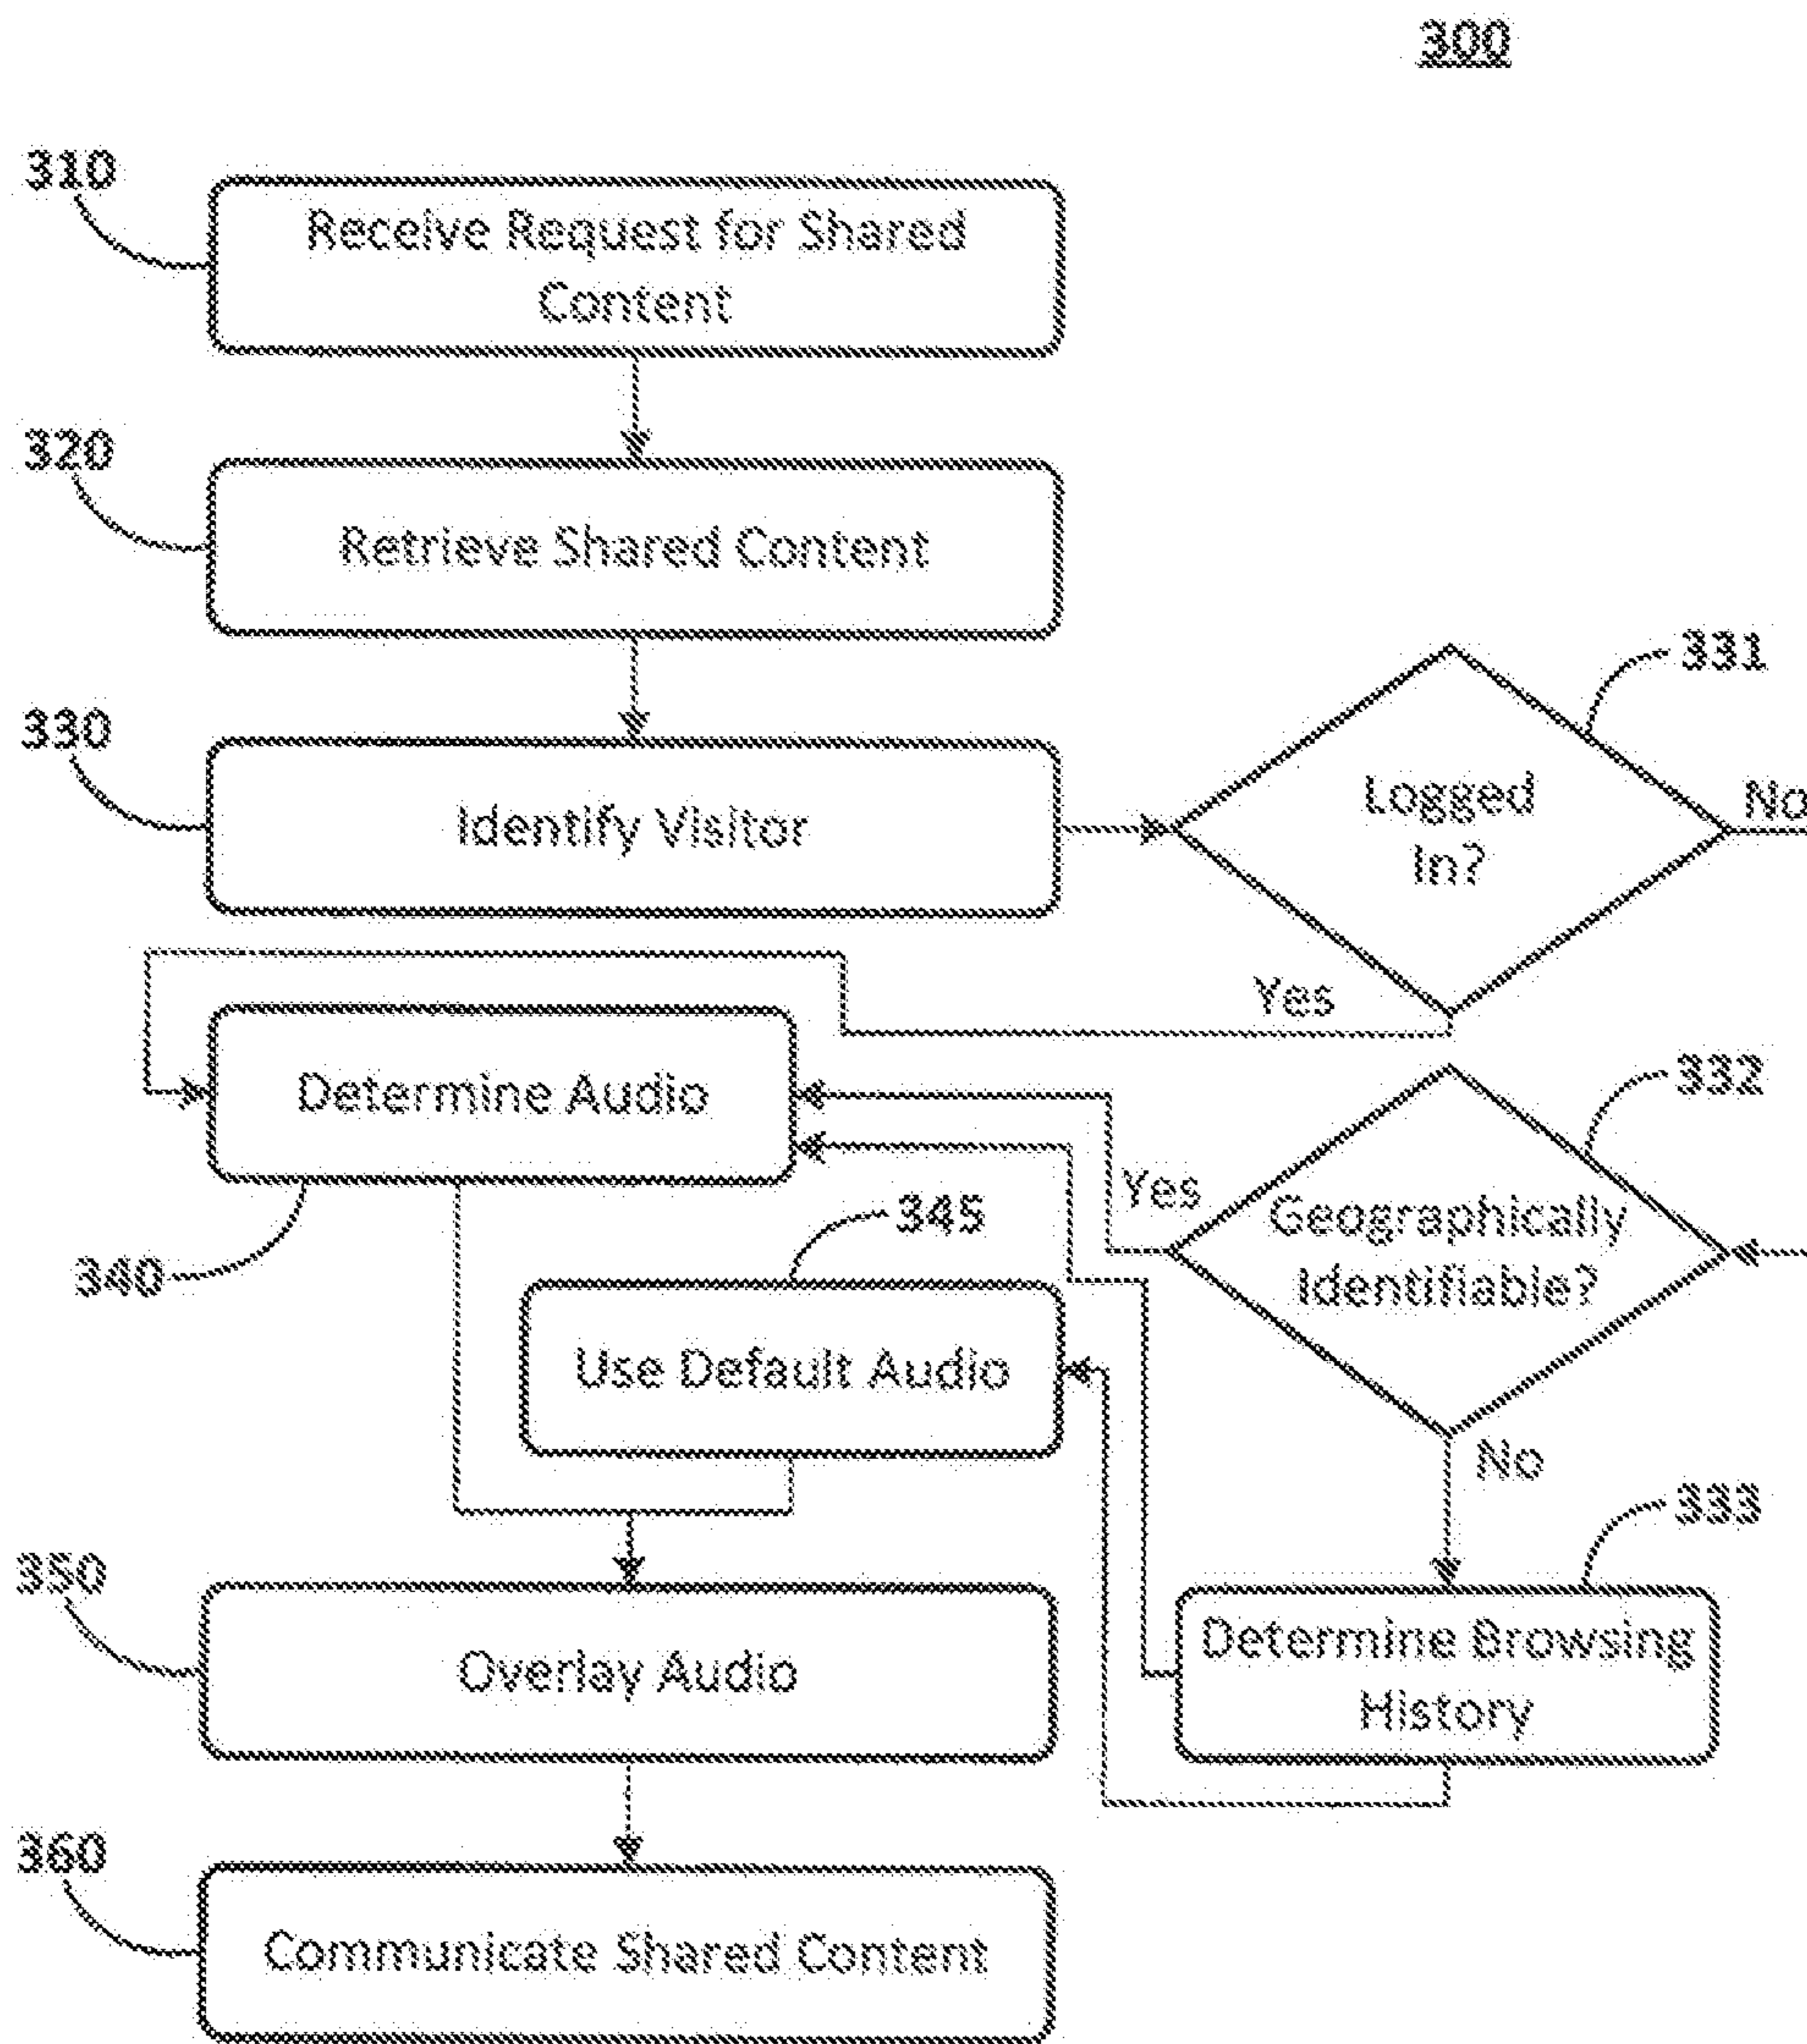 300
310
Receive Request for Shared
Content
320
Retrieve Shared Content
330
Identify Visitor
331
Logged
In?
No
Yes
Determine Audio
340
332
Geographically
Identifiable?
Yes
No
345
Use Default Audio
333
Determine Browsing
History
350
Overlay Audio
360
Communicate Shared Content